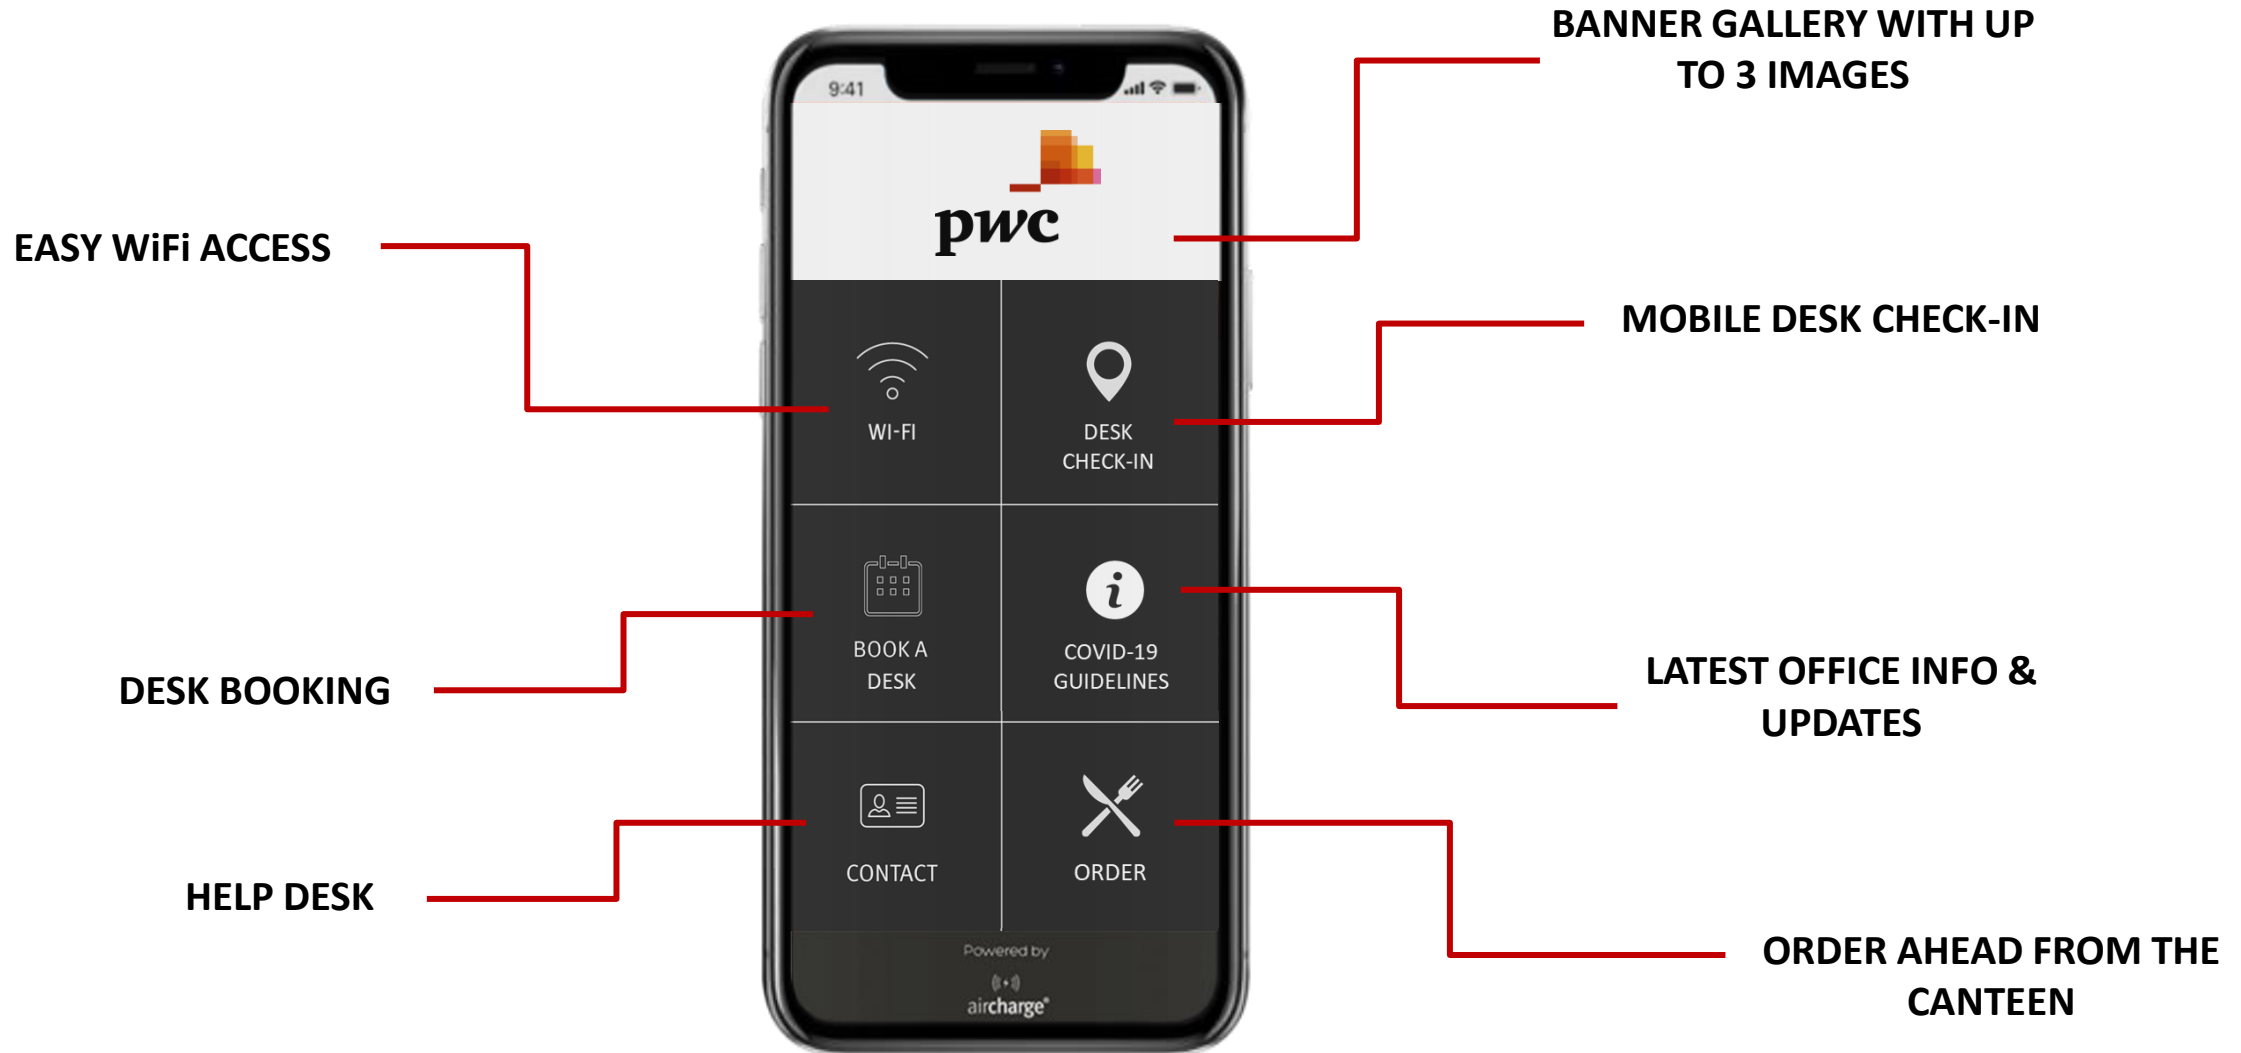 BANNER GALLERY WITH UP
TO 3 IMAGES
9:41
pwc
EASY WiFi ACCESS
MOBILE DESK CHECK-IN
WI-FI
DESK
CHECK-IN
BOOK A
DESK
COVID-19
GUIDELINES
DESK BOOKING
LATEST OFFICE INFO &
UPDATES
CONTACT
ORDER
HELP DESK
ORDER AHEAD FROM THE
CANTEEN
Powered by
aircharge®